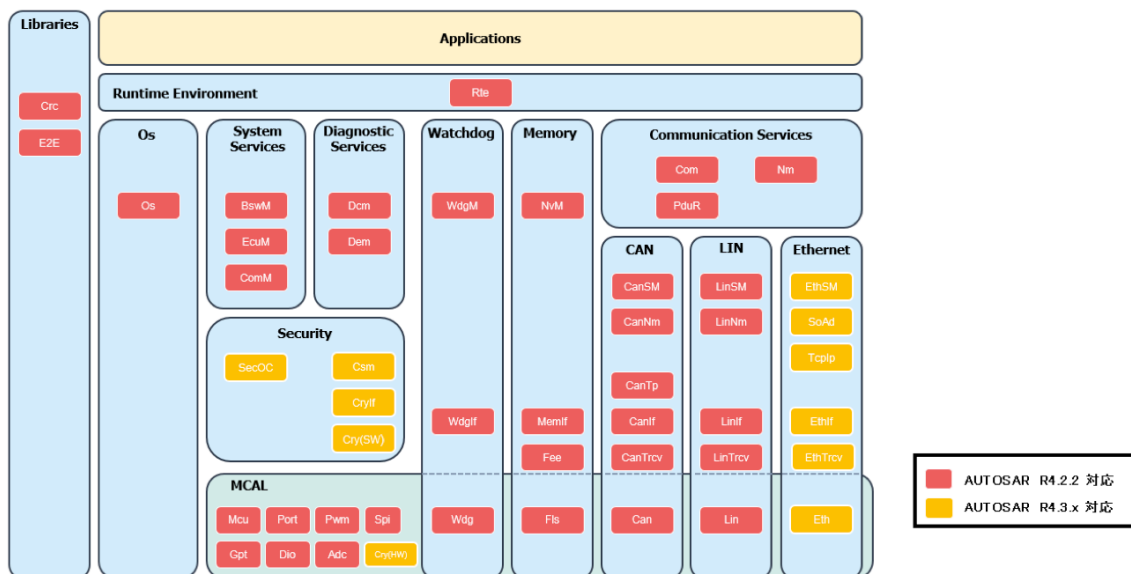 Libraries
Crc
E2E
Applications
Runtime Environment
Rte
Os
Os
System
Services
BswM
EcuM
ComM
Diagnostic
Services
Dcm
Dem
Security
SecOC
Csm
CryIf
Cry(SW)
Watchdog
WdgM
WdgIf
Wdg
Memory
NvM
MemIf
Fee
Fls
Communication Services
Com
Nm
PduR
CAN
CanSM
CanNm
CanTp
CanIf
CanTrcv
Can
LIN
LinSM
LinNm
LinIf
LinTrcv
Lin
Ethernet
EthSM
SoAd
TcpIp
EthIf
EthTrcv
Eth
MCAL
Mcu
Port
Pwm
Spi
Gpt
Dio
Adc
Cry(HW)
AUTOSAR R4.2.2 対応
AUTOSAR R4.3.x 対応